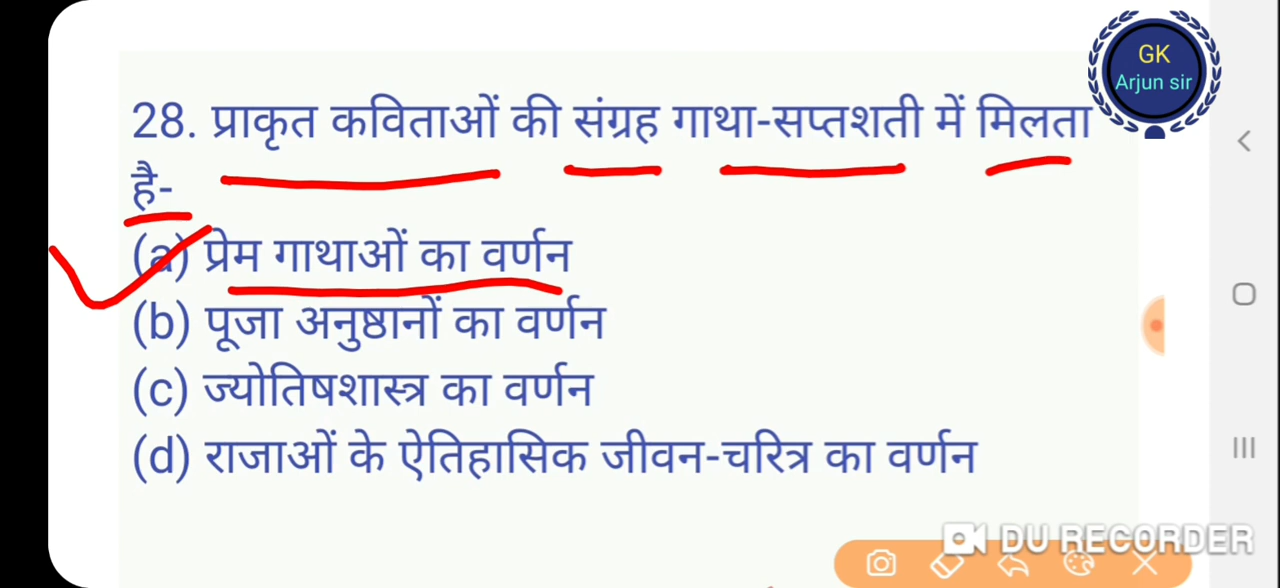 GK
Arjun sir
28. प्राकृत कविताओं की संग्रह गाथा-सप्तशती में मिलता
है-
(a) प्रेम गाथाओं का वर्णन
(b) पूजा अनुष्ठानों का वर्णन
(c) ज्योतिषशास्त्र का वर्णन
(d) राजाओं के ऐतिहासिक जीवन-चरित्र का वर्णन
DU RECORDER